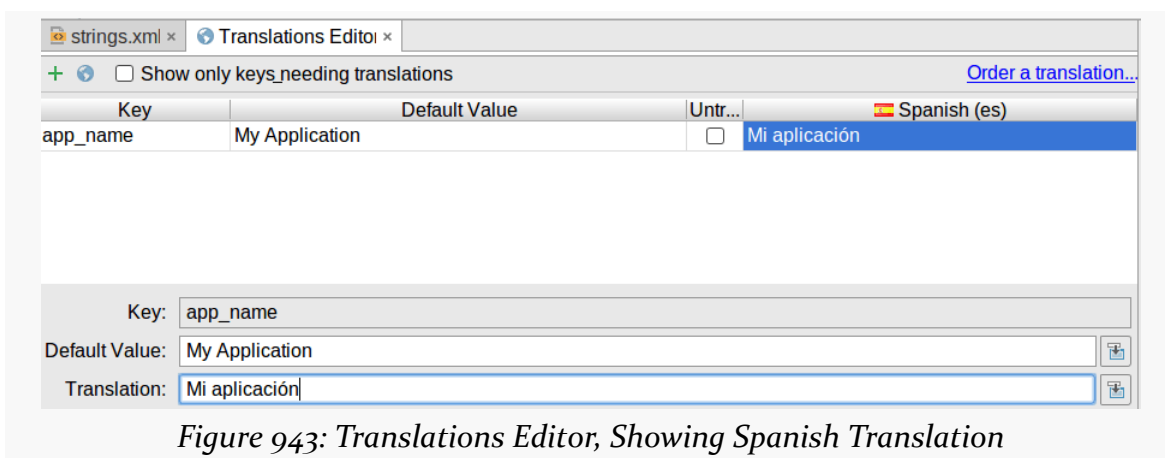 strings.xml × Translations Editor ×
Show only keys needing translations Order a translation...
Key Default Value Untr... Spanish (es)
app_name My Application Mi aplicación
Key: app_name
Default Value: My Application
Translation: Mi aplicación
Figure 943: Translations Editor, Showing Spanish Translation